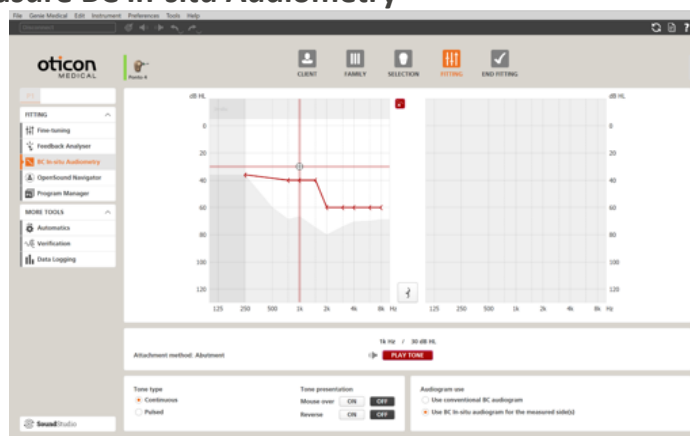 asure BC In-situ Audiometry
File Genie Medical Edit Instrument Preferences Tools Help
oticon
MEDICAL
Ponto 4
CLIENT FAMILY SELECTION FITTING END FITTING
FITTING
Fine-tuning
Feedback Analyser
BC In-situ Audiometry
OpenSound Navigator
Program Manager
MORE TOOLS
Automatics
Verification
Data Logging
dB HL dB HL
0 0
20 20
40 40
60 60
80 80
100 100
120 120
125 250 500 1k 2k 4k 8k Hz 125 250 500 1k 2k 4k 8k Hz
1k Hz / 30 dB HL
Attachment method: Abutment PLAY TONE
Tone type Tone presentation Audiogram use
Continuous Mouse over ON OFF Use conventional BC audiogram
Pulsed Reverse ON OFF Use BC In-situ audiogram for the measured side(s)
SoundStudio